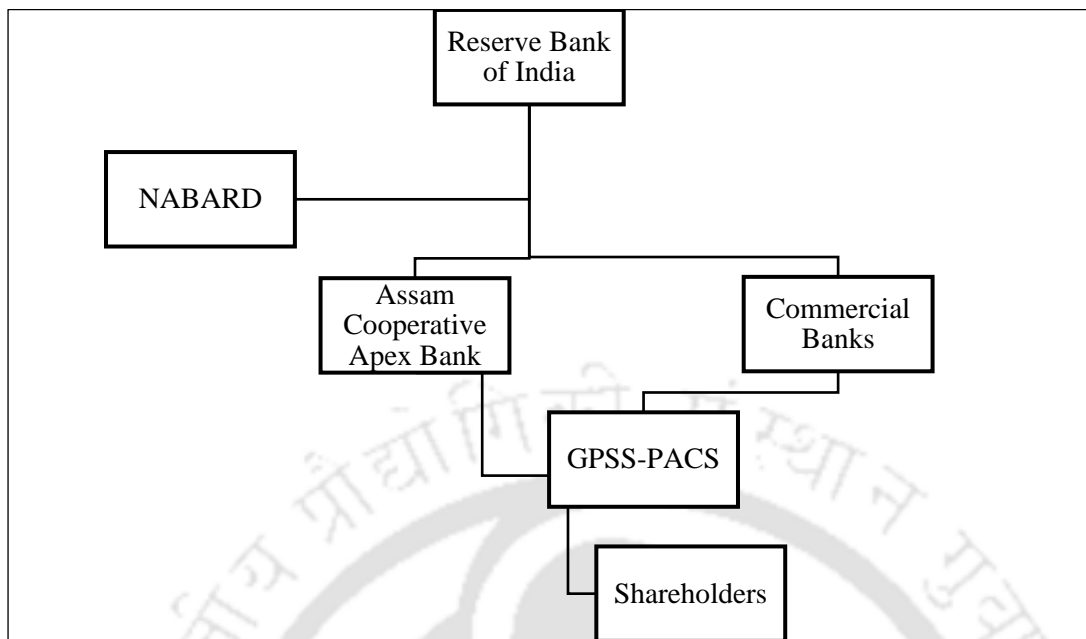 Reserve Bank
of India
NABARD
Assam
Cooperative
Apex Bank
Commercial
Banks
GPSS-PACS
Shareholders